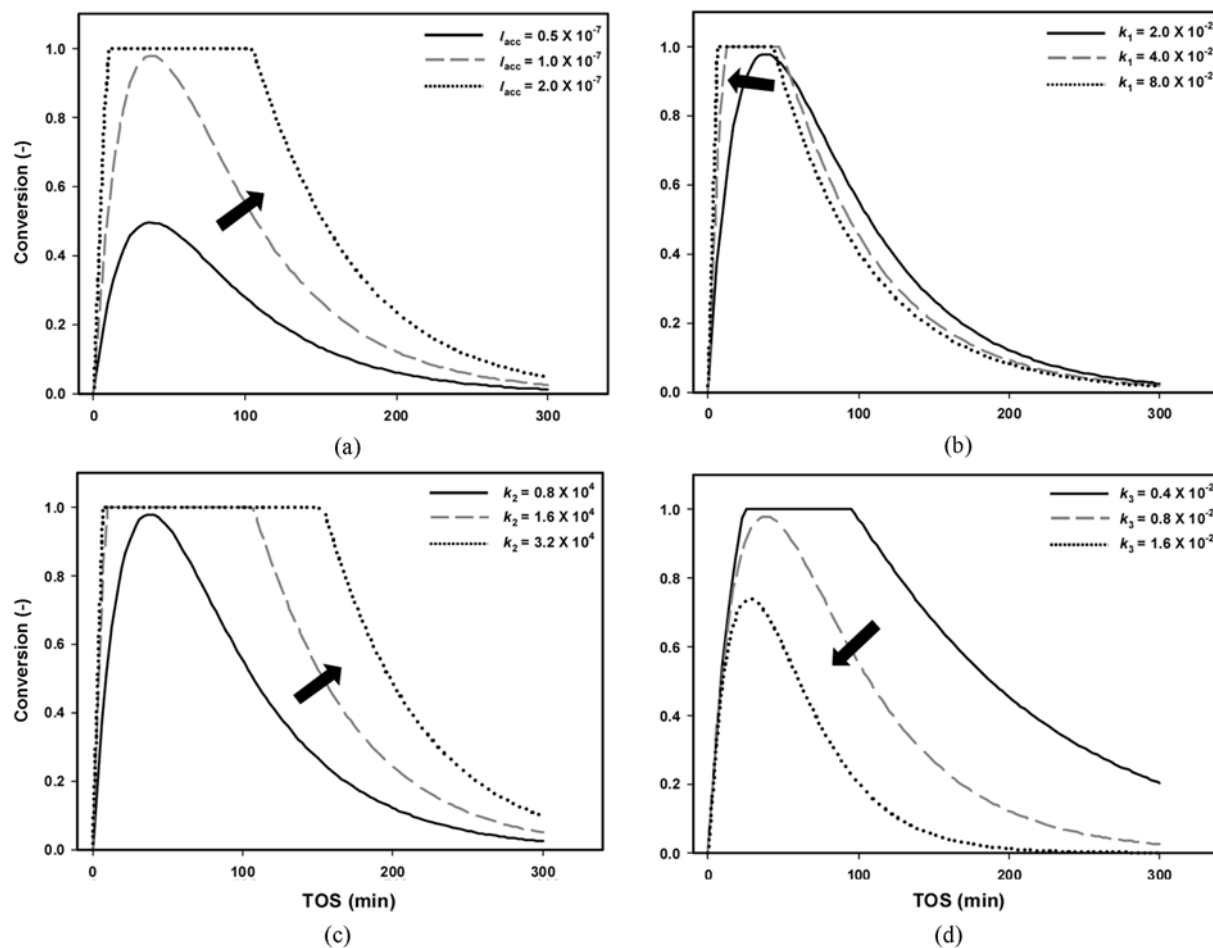 l_acc = 0.5 X 10^-7
l_acc = 1.0 X 10^-7
l_acc = 2.0 X 10^-7
1.0
0.8
0.6
0.4
0.2
0.0
Conversion (-)
0 100 200 300
(a)
k_1 = 2.0 X 10^-2
k_1 = 4.0 X 10^-2
k_1 = 8.0 X 10^-2
1.0
0.8
0.6
0.4
0.2
0.0
0 100 200 300
(b)
k_2 = 0.8 X 10^4
k_2 = 1.6 X 10^4
k_2 = 3.2 X 10^4
1.0
0.8
0.6
0.4
0.2
0.0
Conversion (-)
0 100 200 300
TOS (min)
(c)
k_3 = 0.4 X 10^-2
k_3 = 0.8 X 10^-2
k_3 = 1.6 X 10^-2
1.0
0.8
0.6
0.4
0.2
0.0
0 100 200 300
TOS (min)
(d)